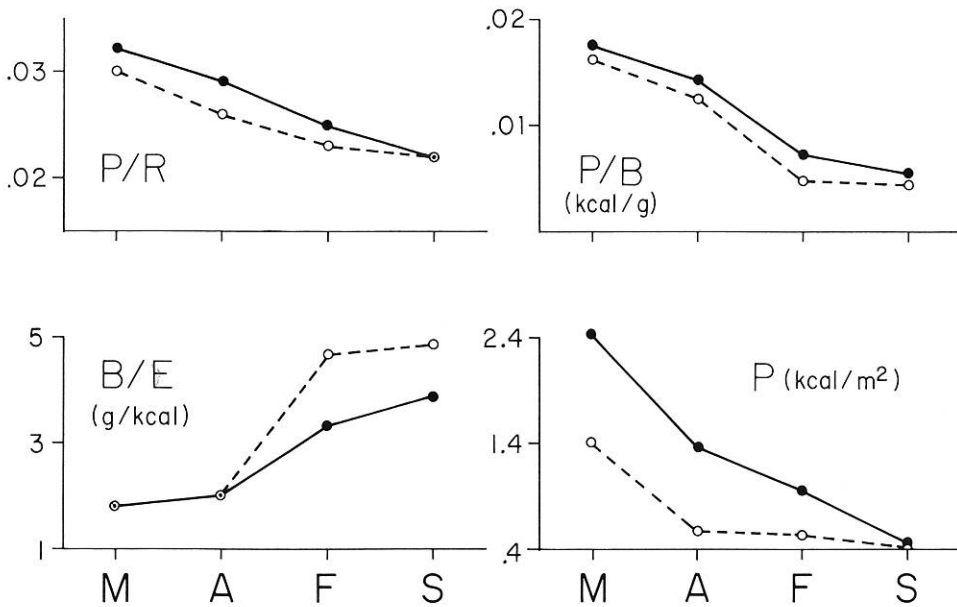 .03
.02
P/R
M A F S
.02
.01
P/B
(kcal/g)
M A F S
5
3
1
B/E
(g/kcal)
M A F S
2.4
1.4
.4
P (kcal/m²)
M A F S